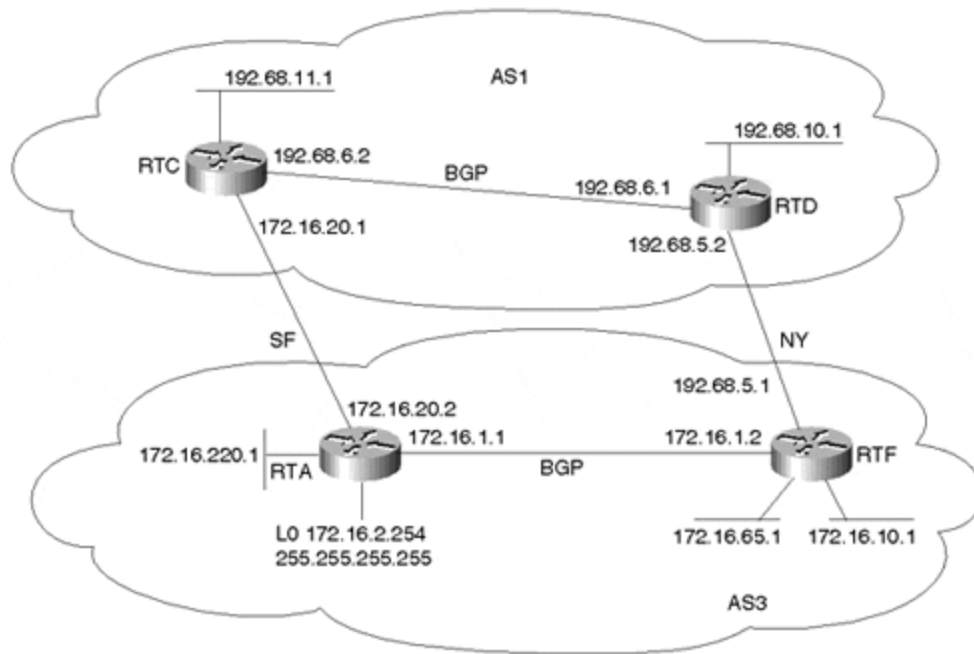 192.68.11.1
AS1
192.68.10.1
RTC
192.68.6.2
BGP
192.68.6.1
RTD
172.16.20.1
192.68.5.2
SF
NY
192.68.5.1
172.16.20.2
172.16.1.1
172.16.1.2
172.16.220.1
RTA
BGP
RTF
L0 172.16.2.254
255.255.255.255
172.16.65.1
172.16.10.1
AS3